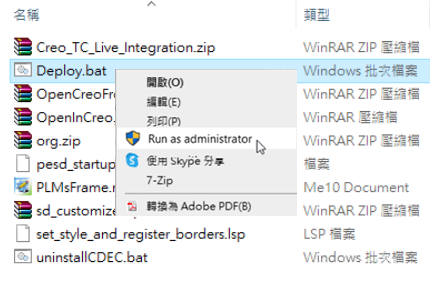 名稱 類型
Creo_TC_Live_Integration.zip WinRAR ZIP 壓縮檔
Deploy.bat Windows 批次檔案
OpenCreoFr WinRAR ZIP 壓縮檔
開啟(O)
編輯(E)
OpenInCreo. WinRAR 壓縮檔
列印(P)
org.zip WinRAR ZIP 壓縮檔
Run as administrator
pesd_startup 檔案
使用 Skype 分享
PLMsFrame.n Me10 Document
7-Zip
sd_customize WinRAR ZIP 壓縮檔
轉換為 Adobe PDF(B)
set_style_and_register_borders.lsp LSP 檔案
uninstallCDEC.bat Windows 批次檔案